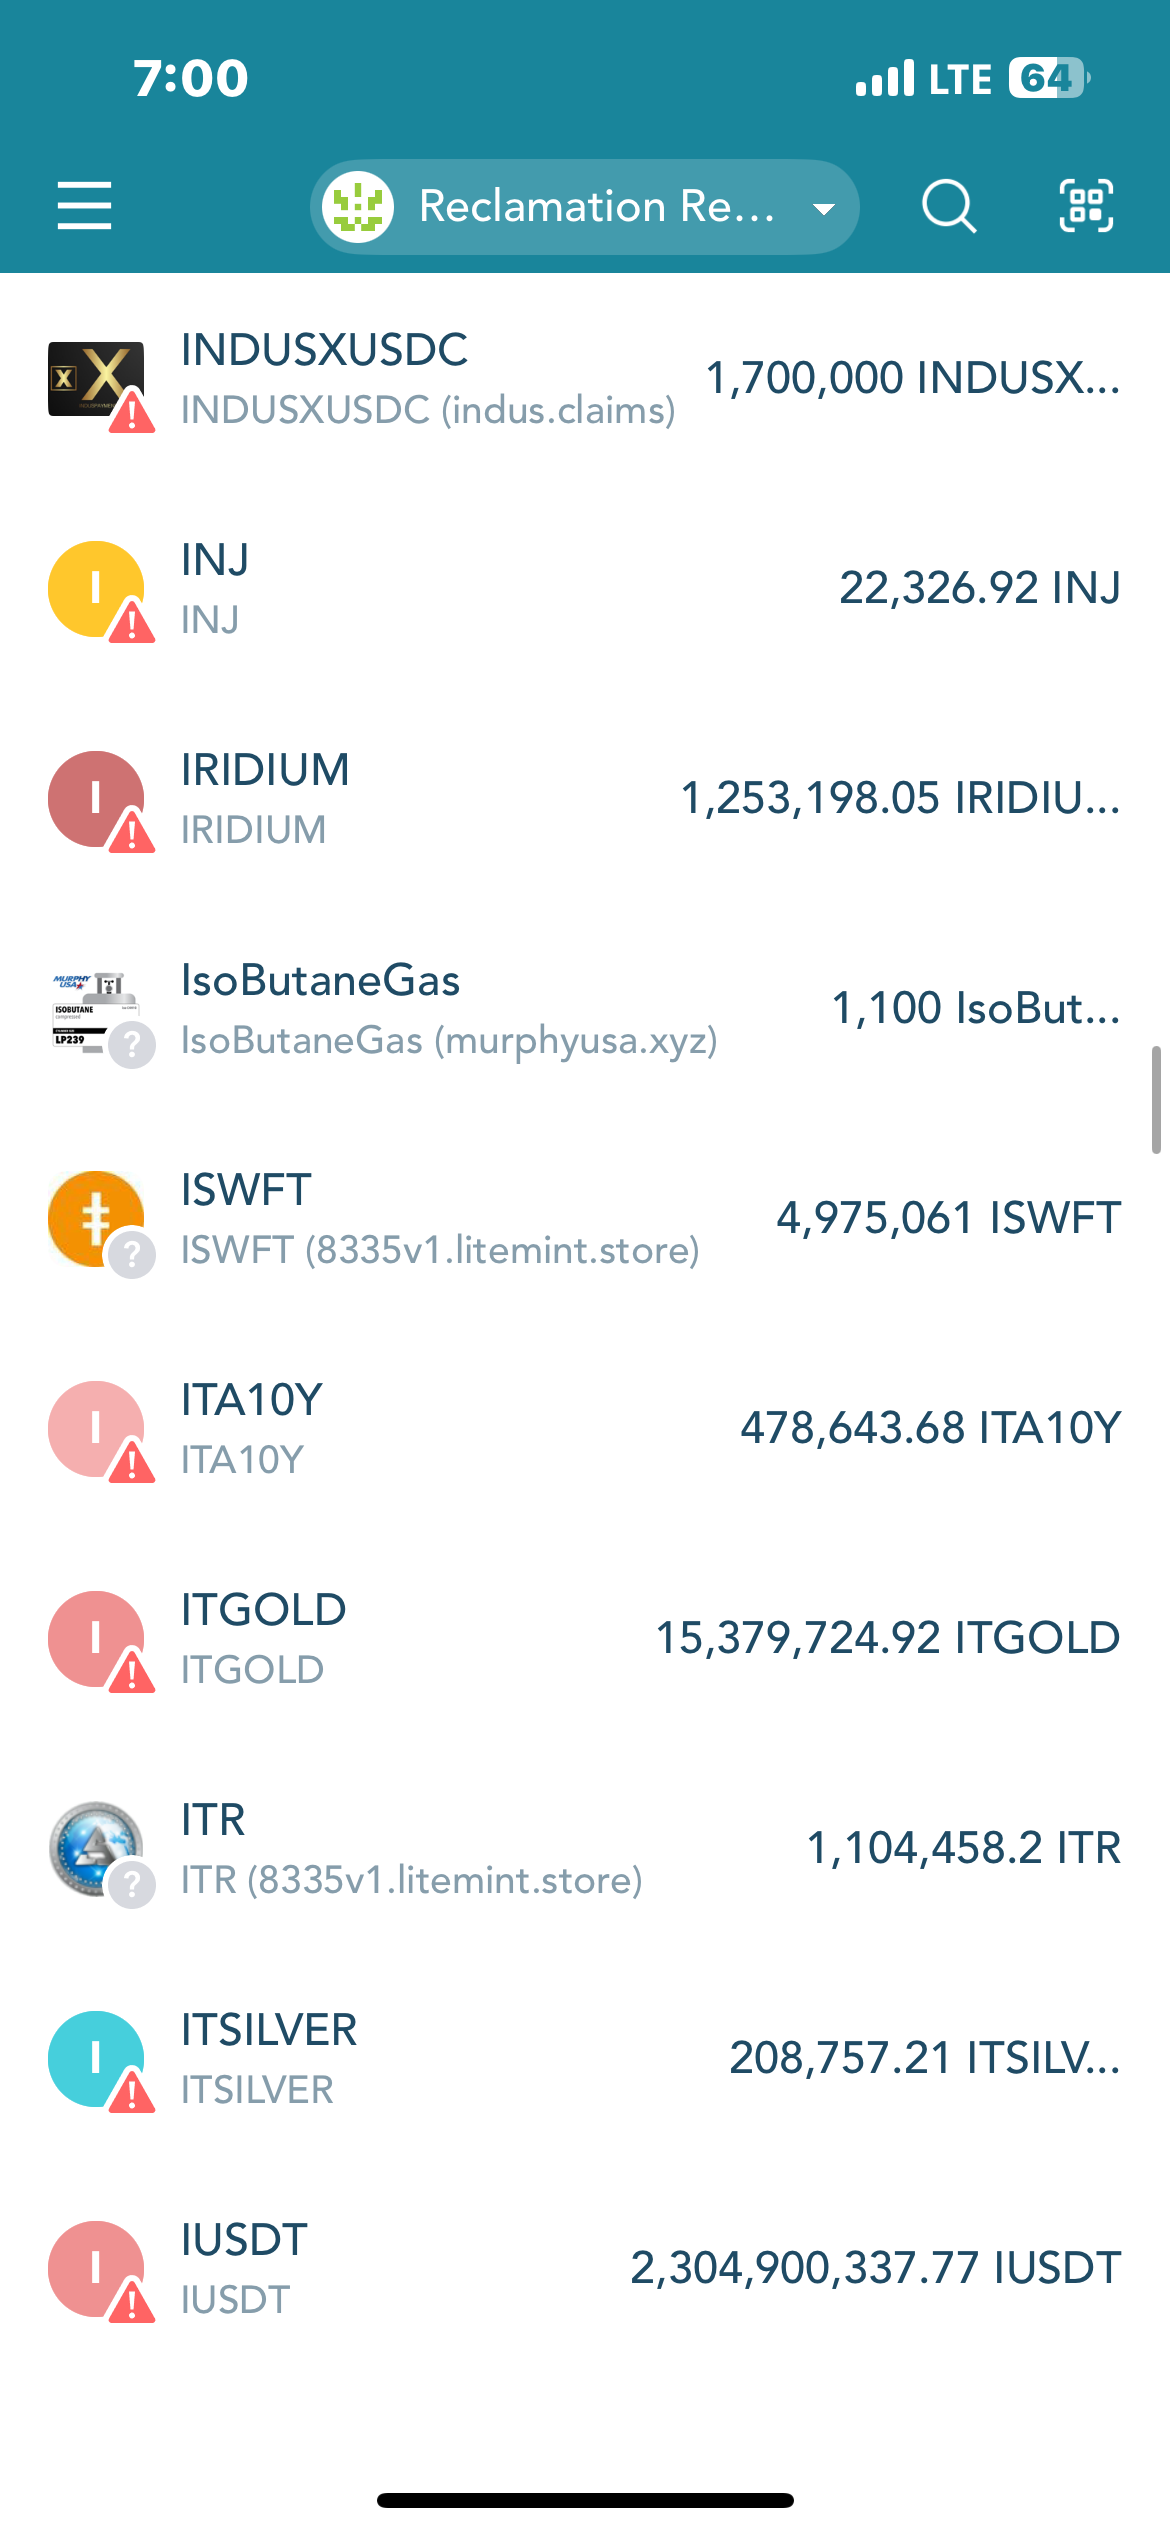 7:00
LTE 64
Reclamation Re...
INDUSXUSDC
INDUSXUSDC (indus.claims)
1,700,000 INDUSX...
INJ
INJ
22,326.92 INJ
IRIDIUM
IRIDIUM
1,253,198.05 IRIDIU...
MURPHY
USA
ISOBUTANE
compressed
LP239
IsoButaneGas
IsoButaneGas (murphyusa.xyz)
1,100 IsoBut...
ISWFT
ISWFT (8335v1.litemint.store)
4,975,061 ISWFT
I
ITA10Y
ITA10Y
478,643.68 ITA10Y
I
ITGOLD
ITGOLD
15,379,724.92 ITGOLD
ITR
ITR (8335v1.litemint.store)
1,104,458.2 ITR
I
ITSILVER
ITSILVER
208,757.21 ITSILV...
I
IUSDT
IUSDT
2,304,900,337.77 IUSDT